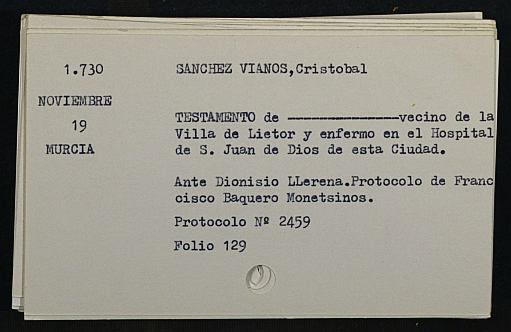 1.730 SANCHEZ VIANOS,Cristobal
NOVIEMBRE
19
MURCIA
TESTAMENTO de ----------------vecino de la
Villa de Lietor y enfermo en el Hospital
de S. Juan de Dios de esta Ciudad.
Ante Dionisio LLerena.Protocolo de Franc
cisco Baquero Monetsinos.
Protocolo Nº 2459
Folio 129